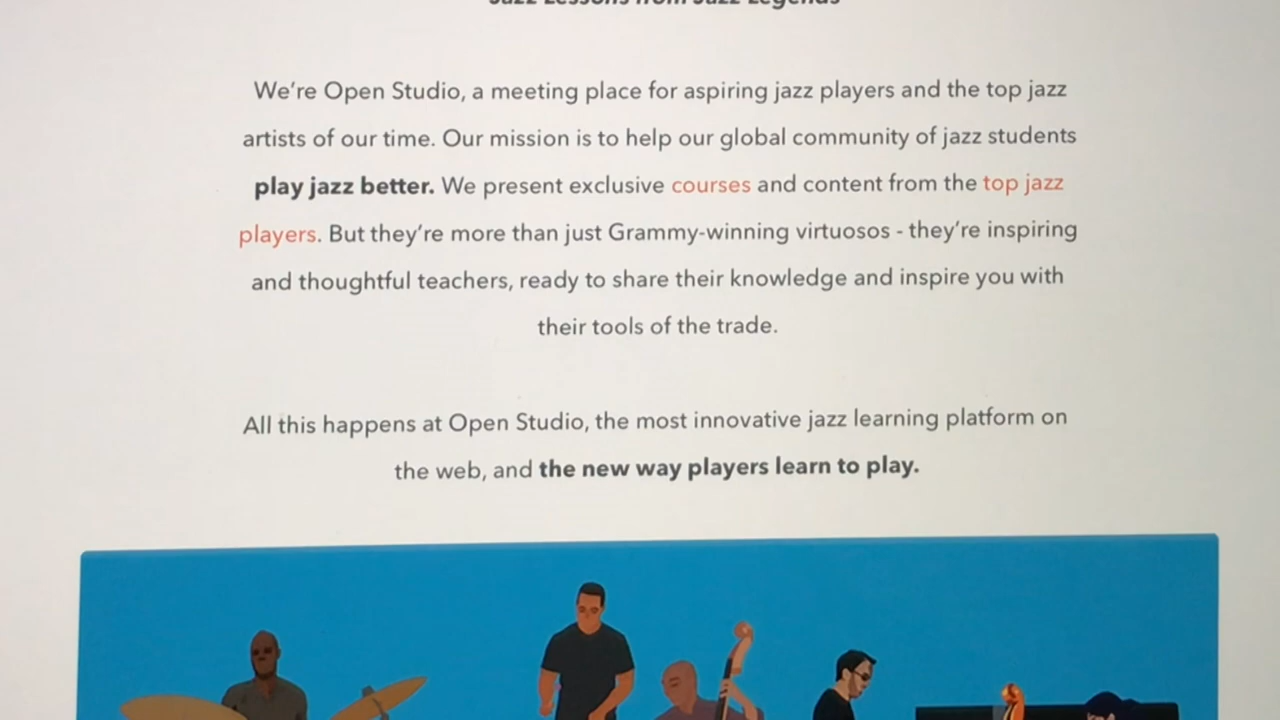 Jazz Lessons from Jazz Legends
We're Open Studio, a meeting place for aspiring jazz players and the top jazz
artists of our time. Our mission is to help our global community of jazz students
play jazz better. We present exclusive courses and content from the top jazz
players. But they're more than just Grammy-winning virtuosos - they're inspiring
and thoughtful teachers, ready to share their knowledge and inspire you with
their tools of the trade.
All this happens at Open Studio, the most innovative jazz learning platform on
the web, and the new way players learn to play.